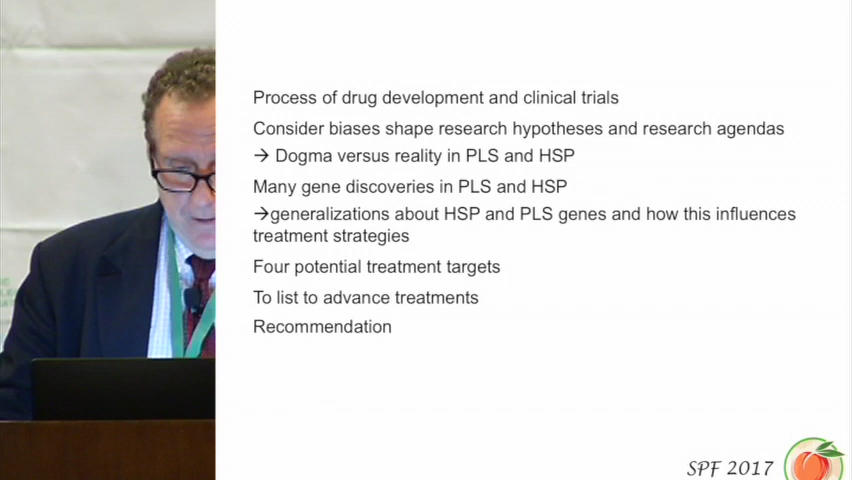 Process of drug development and clinical trials
Consider biases shape research hypotheses and research agendas
→ Dogma versus reality in PLS and HSP
Many gene discoveries in PLS and HSP
→generalizations about HSP and PLS genes and how this influences
treatment strategies
Four potential treatment targets
To list to advance treatments
Recommendation
SPF 2017